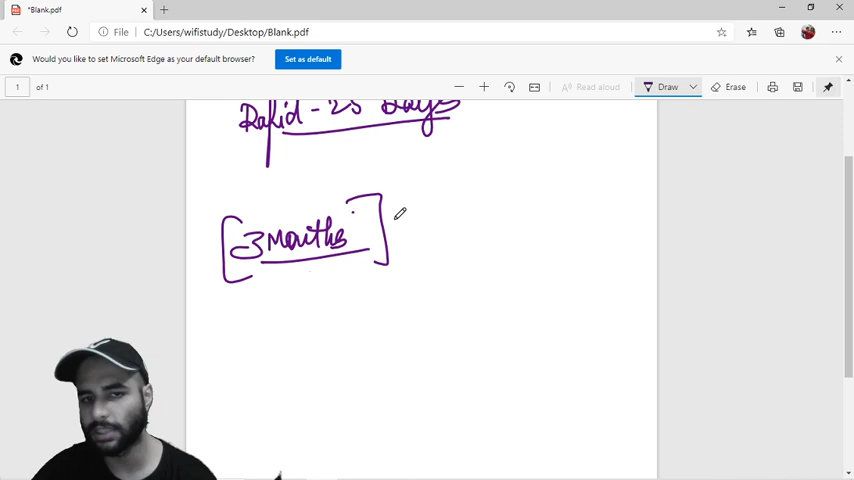 *Blank.pdf
File C:/Users/wifistudy/Desktop/Blank.pdf
Would you like to set Microsoft Edge as your default browser? Set as default
1 of 1 Read aloud Draw Erase
Rapid - 25 Days
[3 Months]